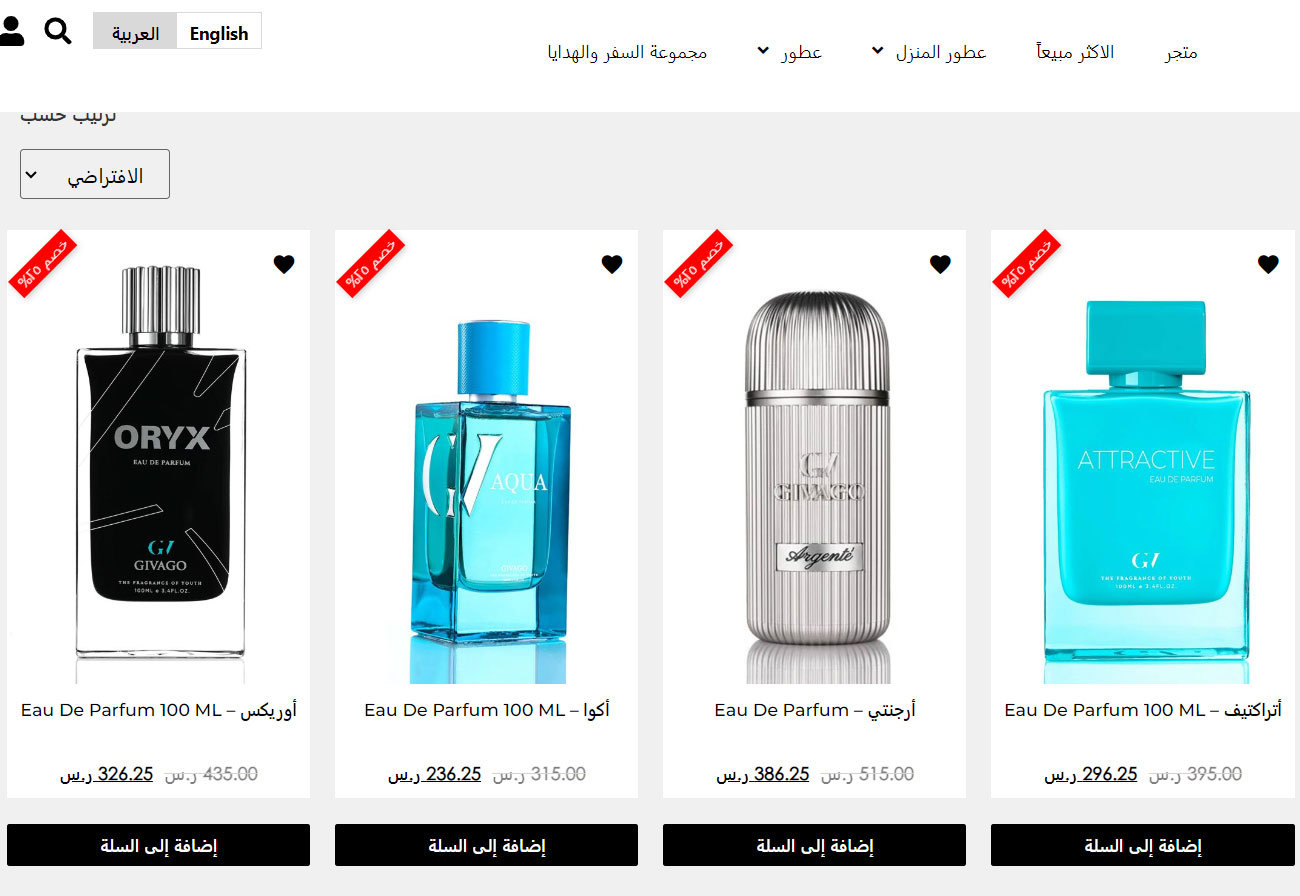 العربية
English
متجر
الاكثر مبيعاً
عطور المنزل
عطور
مجموعة السفر والهدايا
ترتيب حسب
الافتراضي
خصم ٢٥%
ATTRACTIVE
EAU DE PARFUM
GV
THE FRAGRANCE OF YOUTH
100ML e 3.4FL.OZ.
أتراكتيف – Eau De Parfum 100 ML
395.00 ر.س 296.25 ر.س
إضافة إلى السلة
خصم ٢٥%
GV
GIVAGO
Argenté
أرجنتي – Eau De Parfum
515.00 ر.س 386.25 ر.س
إضافة إلى السلة
خصم ٢٥%
GV AQUA
GIVAGO
أكوا – Eau De Parfum 100 ML
315.00 ر.س 236.25 ر.س
إضافة إلى السلة
خصم ٢٥%
ORYX
EAU DE PARFUM
GV
GIVAGO
THE FRAGRANCE OF YOUTH
100ML e 3.4FL.OZ.
أوريكس – Eau De Parfum 100 ML
435.00 ر.س 326.25 ر.س
إضافة إلى السلة